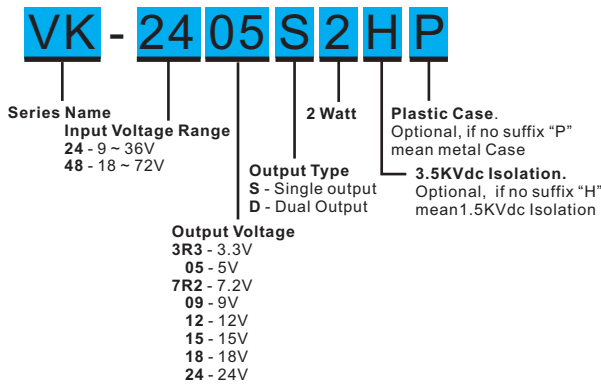 VK - 24 05 S 2 H P
Series Name
Input Voltage Range
24 - 9 ~ 36V
48 - 18 ~ 72V
2 Watt
Plastic Case.
Optional, if no suffix “P”
mean metal Case
Output Type
S - Single output
D - Dual Output
3.5KVdc Isolation.
Optional, if no suffix “H”
mean1.5KVdc Isolation
Output Voltage
3R3 - 3.3V
05 - 5V
7R2 - 7.2V
09 - 9V
12 - 12V
15 - 15V
18 - 18V
24 - 24V